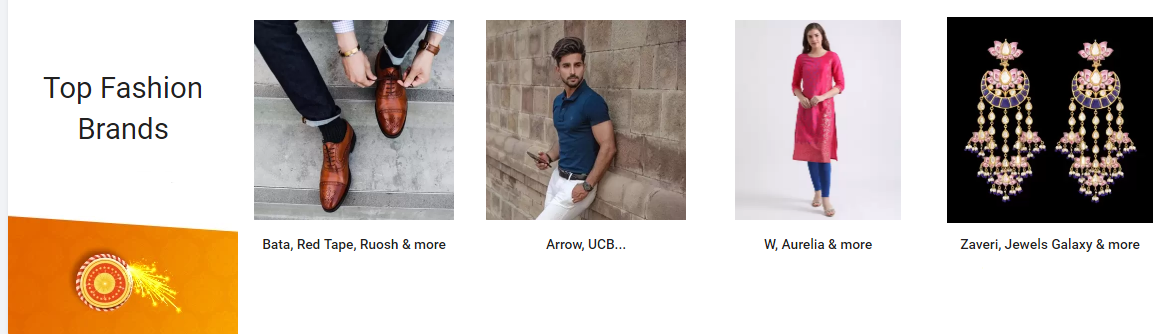 Top Fashion
Brands
Bata, Red Tape, Ruosh & more
Arrow, UCB...
W, Aurelia & more
Zaveri, Jewels Galaxy & more